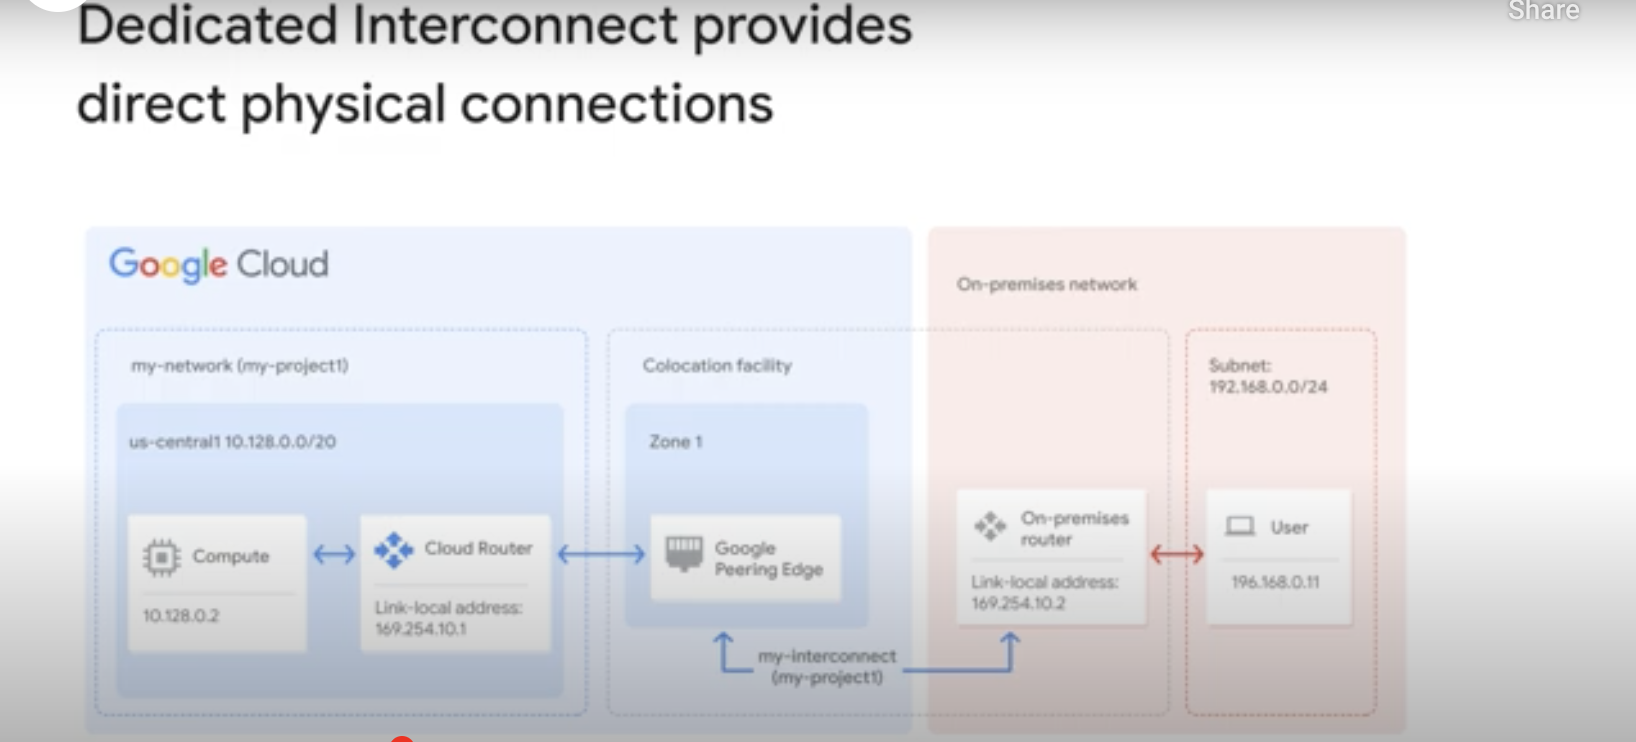 Share
Dedicated Interconnect provides
direct physical connections
Google Cloud
On-premises network
my-network (my-project1)
Colocation facility
Subnet:
192.168.0.0/24
us-central1 10.128.0.0/20
Zone 1
Compute
10.128.0.2
Cloud Router
Link-local address:
169.254.10.1
Google
Peering Edge
On-premises
router
Link-local address:
169.254.10.2
User
196.168.0.11
my-interconnect
(my-project1)